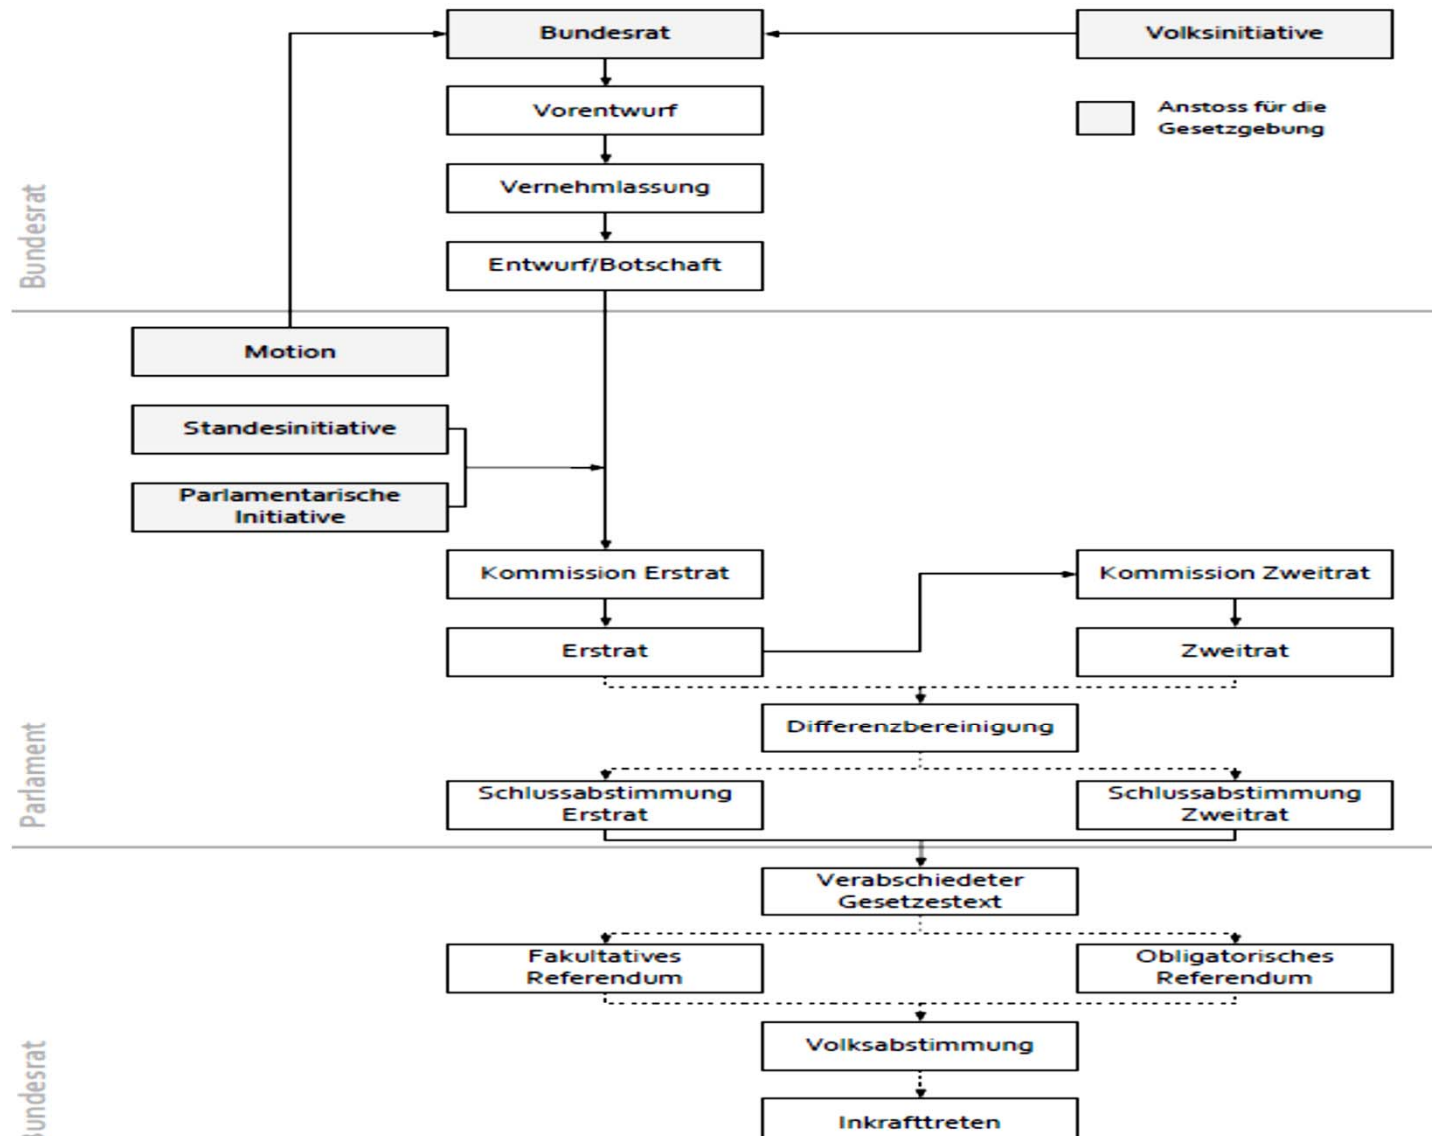 Bundesrat
Volksinitiative
Vorentwurf
Anstoss für die
Gesetzgebung
Vernehmlassung
Bundesrat
Entwurf/Botschaft
Motion
Standesinitiative
Parlamentarische
Initiative
Kommission Erstrat
Kommission Zweitrat
Erstrat
Zweitrat
Differenzbereinigung
Parlament
Schlussabstimmung
Erstrat
Schlussabstimmung
Zweitrat
Verabschiedeter
Gesetzestext
Fakultatives
Referendum
Obligatorisches
Referendum
Volksabstimmung
Bundesrat
Inkrafttreten